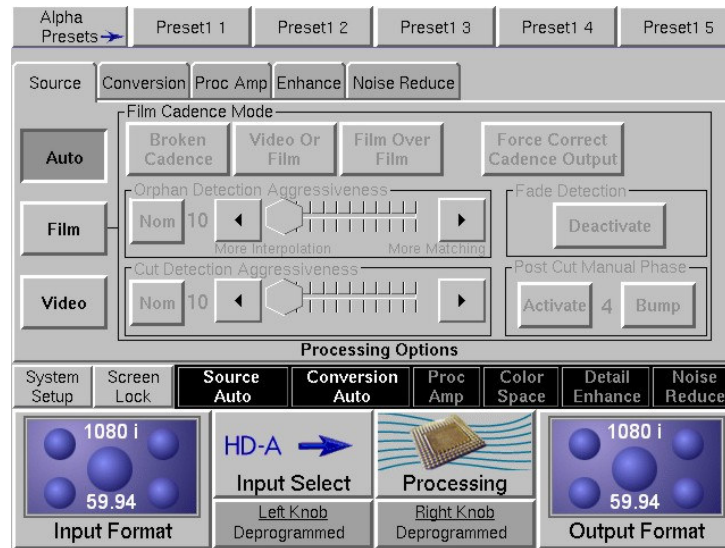 Alpha Presets Preset1 1 Preset1 2 Preset1 3 Preset1 4 Preset1 5
Source Conversion Proc Amp Enhance Noise Reduce
Film Cadence Mode
Auto
Broken Cadence
Video Or Film
Film Over Film
Force Correct Cadence Output
Orphan Detection Aggressiveness
Fade Detection
Film
Nom 10
Deactivate
More Interpolation More Matching
Cut Detection Aggressiveness
Post Cut Manual Phase
Video
Nom 10
Activate 4 Bump
Processing Options
System Setup
Screen Lock
Source Auto
Conversion Auto
Proc Amp
Color Space
Detail Enhance
Noise Reduce
1080 i
59.94
Input Format
HD-A
Input Select
Left Knob
Deprogrammed
Processing
Right Knob
Deprogrammed
1080 i
59.94
Output Format